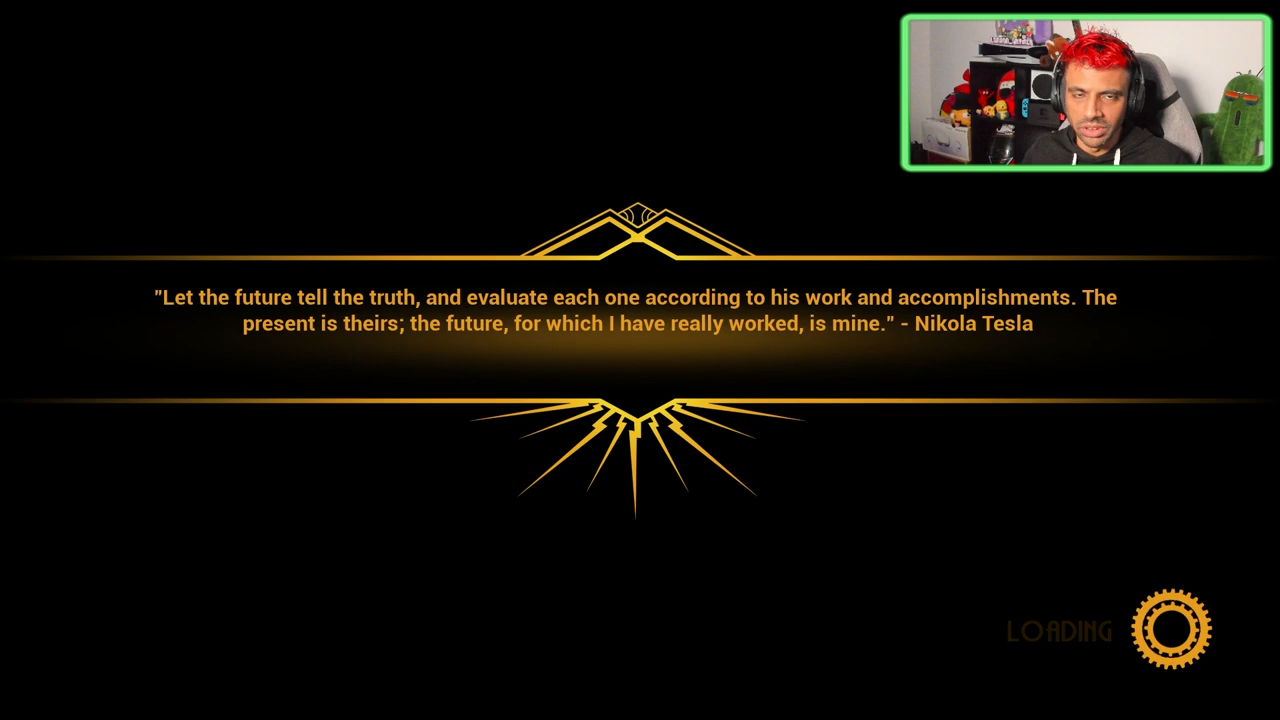 "Let the future tell the truth, and evaluate each one according to his work and accomplishments. The
present is theirs; the future, for which I have really worked, is mine." - Nikola Tesla
LOADING